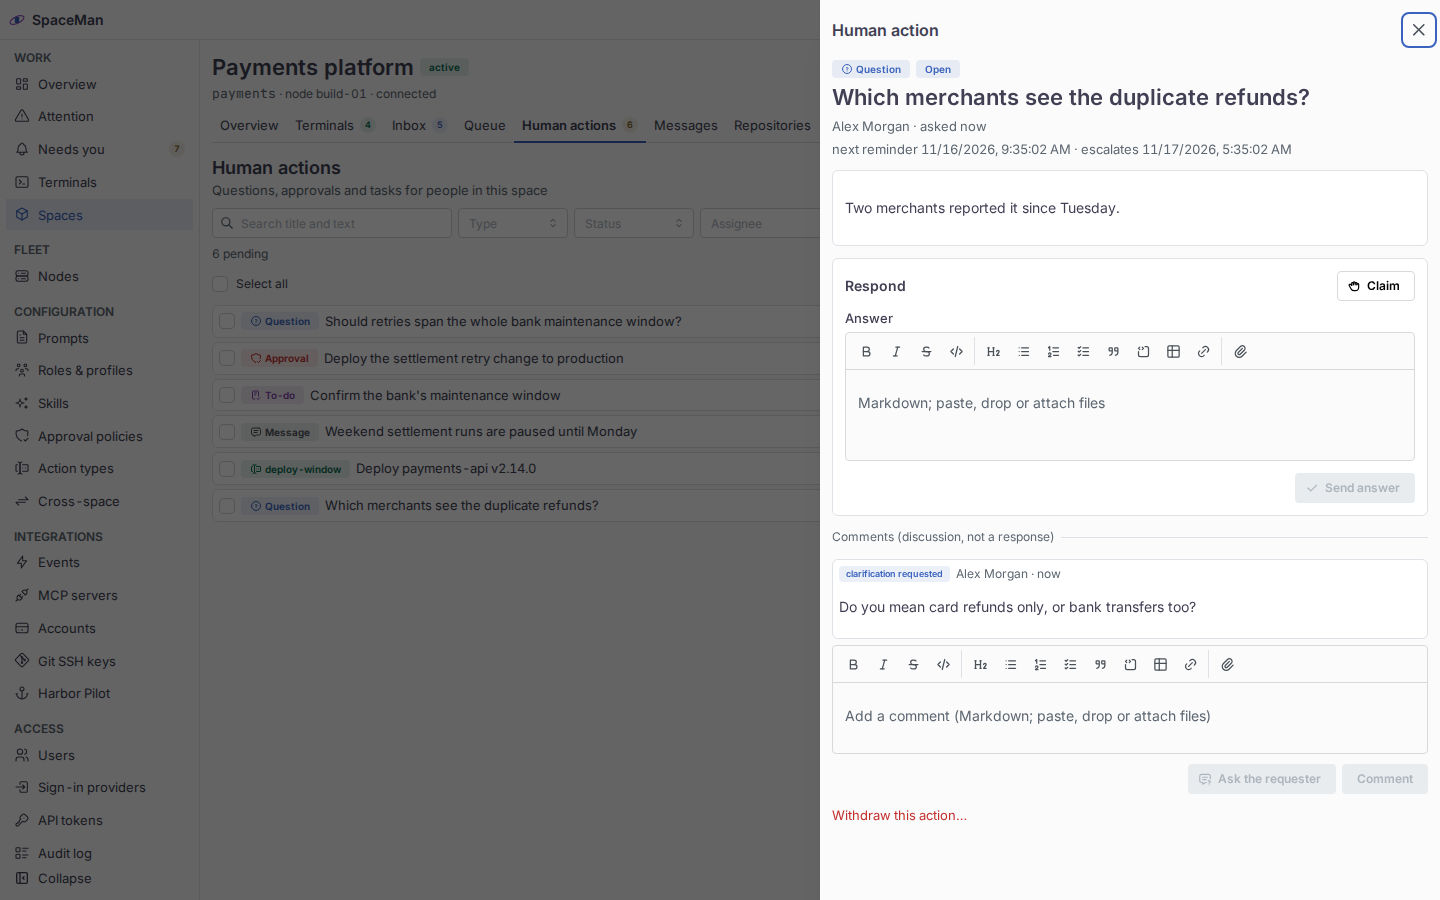 SpaceMan
WORK
Overview
Attention
Needs you 7
Terminals
Spaces
FLEET
Nodes
CONFIGURATION
Prompts
Roles & profiles
Skills
Approval policies
Action types
Cross-space
INTEGRATIONS
Events
MCP servers
Accounts
Git SSH keys
Harbor Pilot
ACCESS
Users
Sign-in providers
API tokens
Audit log
Collapse
Payments platform active
payments · node build-01 · connected
Overview Terminals 4 Inbox 5 Queue Human actions 6 Messages Repositories
Human actions
Questions, approvals and tasks for people in this space
Search title and text Type Status Assignee
6 pending
Select all
Question Should retries span the whole bank maintenance window?
Approval Deploy the settlement retry change to production
To-do Confirm the bank's maintenance window
Message Weekend settlement runs are paused until Monday
deploy-window Deploy payments-api v2.14.0
Question Which merchants see the duplicate refunds?
Human action
Question Open
Which merchants see the duplicate refunds?
Alex Morgan · asked now
next reminder 11/16/2026, 9:35:02 AM · escalates 11/17/2026, 5:35:02 AM
Two merchants reported it since Tuesday.
Respond Claim
Answer
B I S H2
Markdown; paste, drop or attach files
Send answer
Comments (discussion, not a response)
clarification requested Alex Morgan · now
Do you mean card refunds only, or bank transfers too?
B I S H2
Add a comment (Markdown; paste, drop or attach files)
Ask the requester Comment
Withdraw this action...